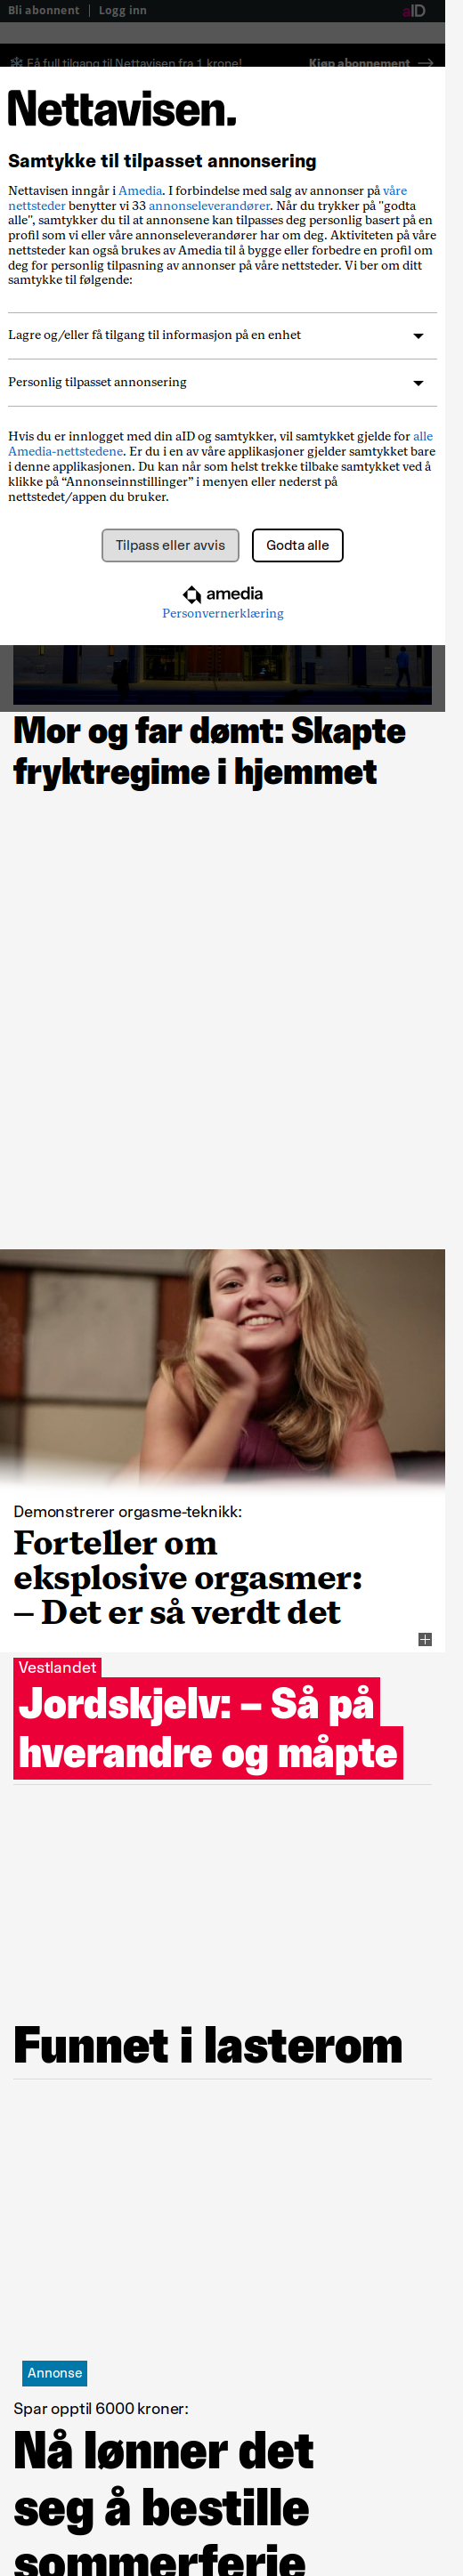 Bli abonnent | Logg inn
aID
Få full tilgang til Nettavisen fra 1 krone!
Kjøp abonnement
Nettavisen.
Samtykke til tilpasset annonsering
Nettavisen inngår i Amedia. I forbindelse med salg av annonser på våre
nettsteder benytter vi 33 annonseleverandører. Når du trykker på "godta
alle", samtykker du til at annonsene kan tilpasses deg personlig basert på en
profil som vi eller våre annonseleverandører har om deg. Aktiviteten på våre
nettsteder kan også brukes av Amedia til å bygge eller forbedre en profil om
deg for personlig tilpasning av annonser på våre nettsteder. Vi ber om ditt
samtykke til følgende:
Lagre og/eller få tilgang til informasjon på en enhet
Personlig tilpasset annonsering
Hvis du er innlogget med din aID og samtykker, vil samtykket gjelde for alle
Amedia-nettstedene. Er du i en av våre applikasjoner gjelder samtykket bare
i denne applikasjonen. Du kan når som helst trekke tilbake samtykket ved å
klikke på “Annonseinnstillinger” i menyen eller nederst på
nettstedet/appen du bruker.
Tilpass eller avvis
Godta alle
amedia
Personvernerklæring
Mor og far dømt: Skapte
fryktregime i hjemmet
Demonstrerer orgasme-teknikk:
Forteller om
eksplosive orgasmer:
– Det er så verdt det
Vestlandet
Jordskjelv: – Så på
hverandre og måpte
Funnet i lasterom
Annonse
Spar opptil 6000 kroner:
Nå lønner det
seg å bestille
sommerferie